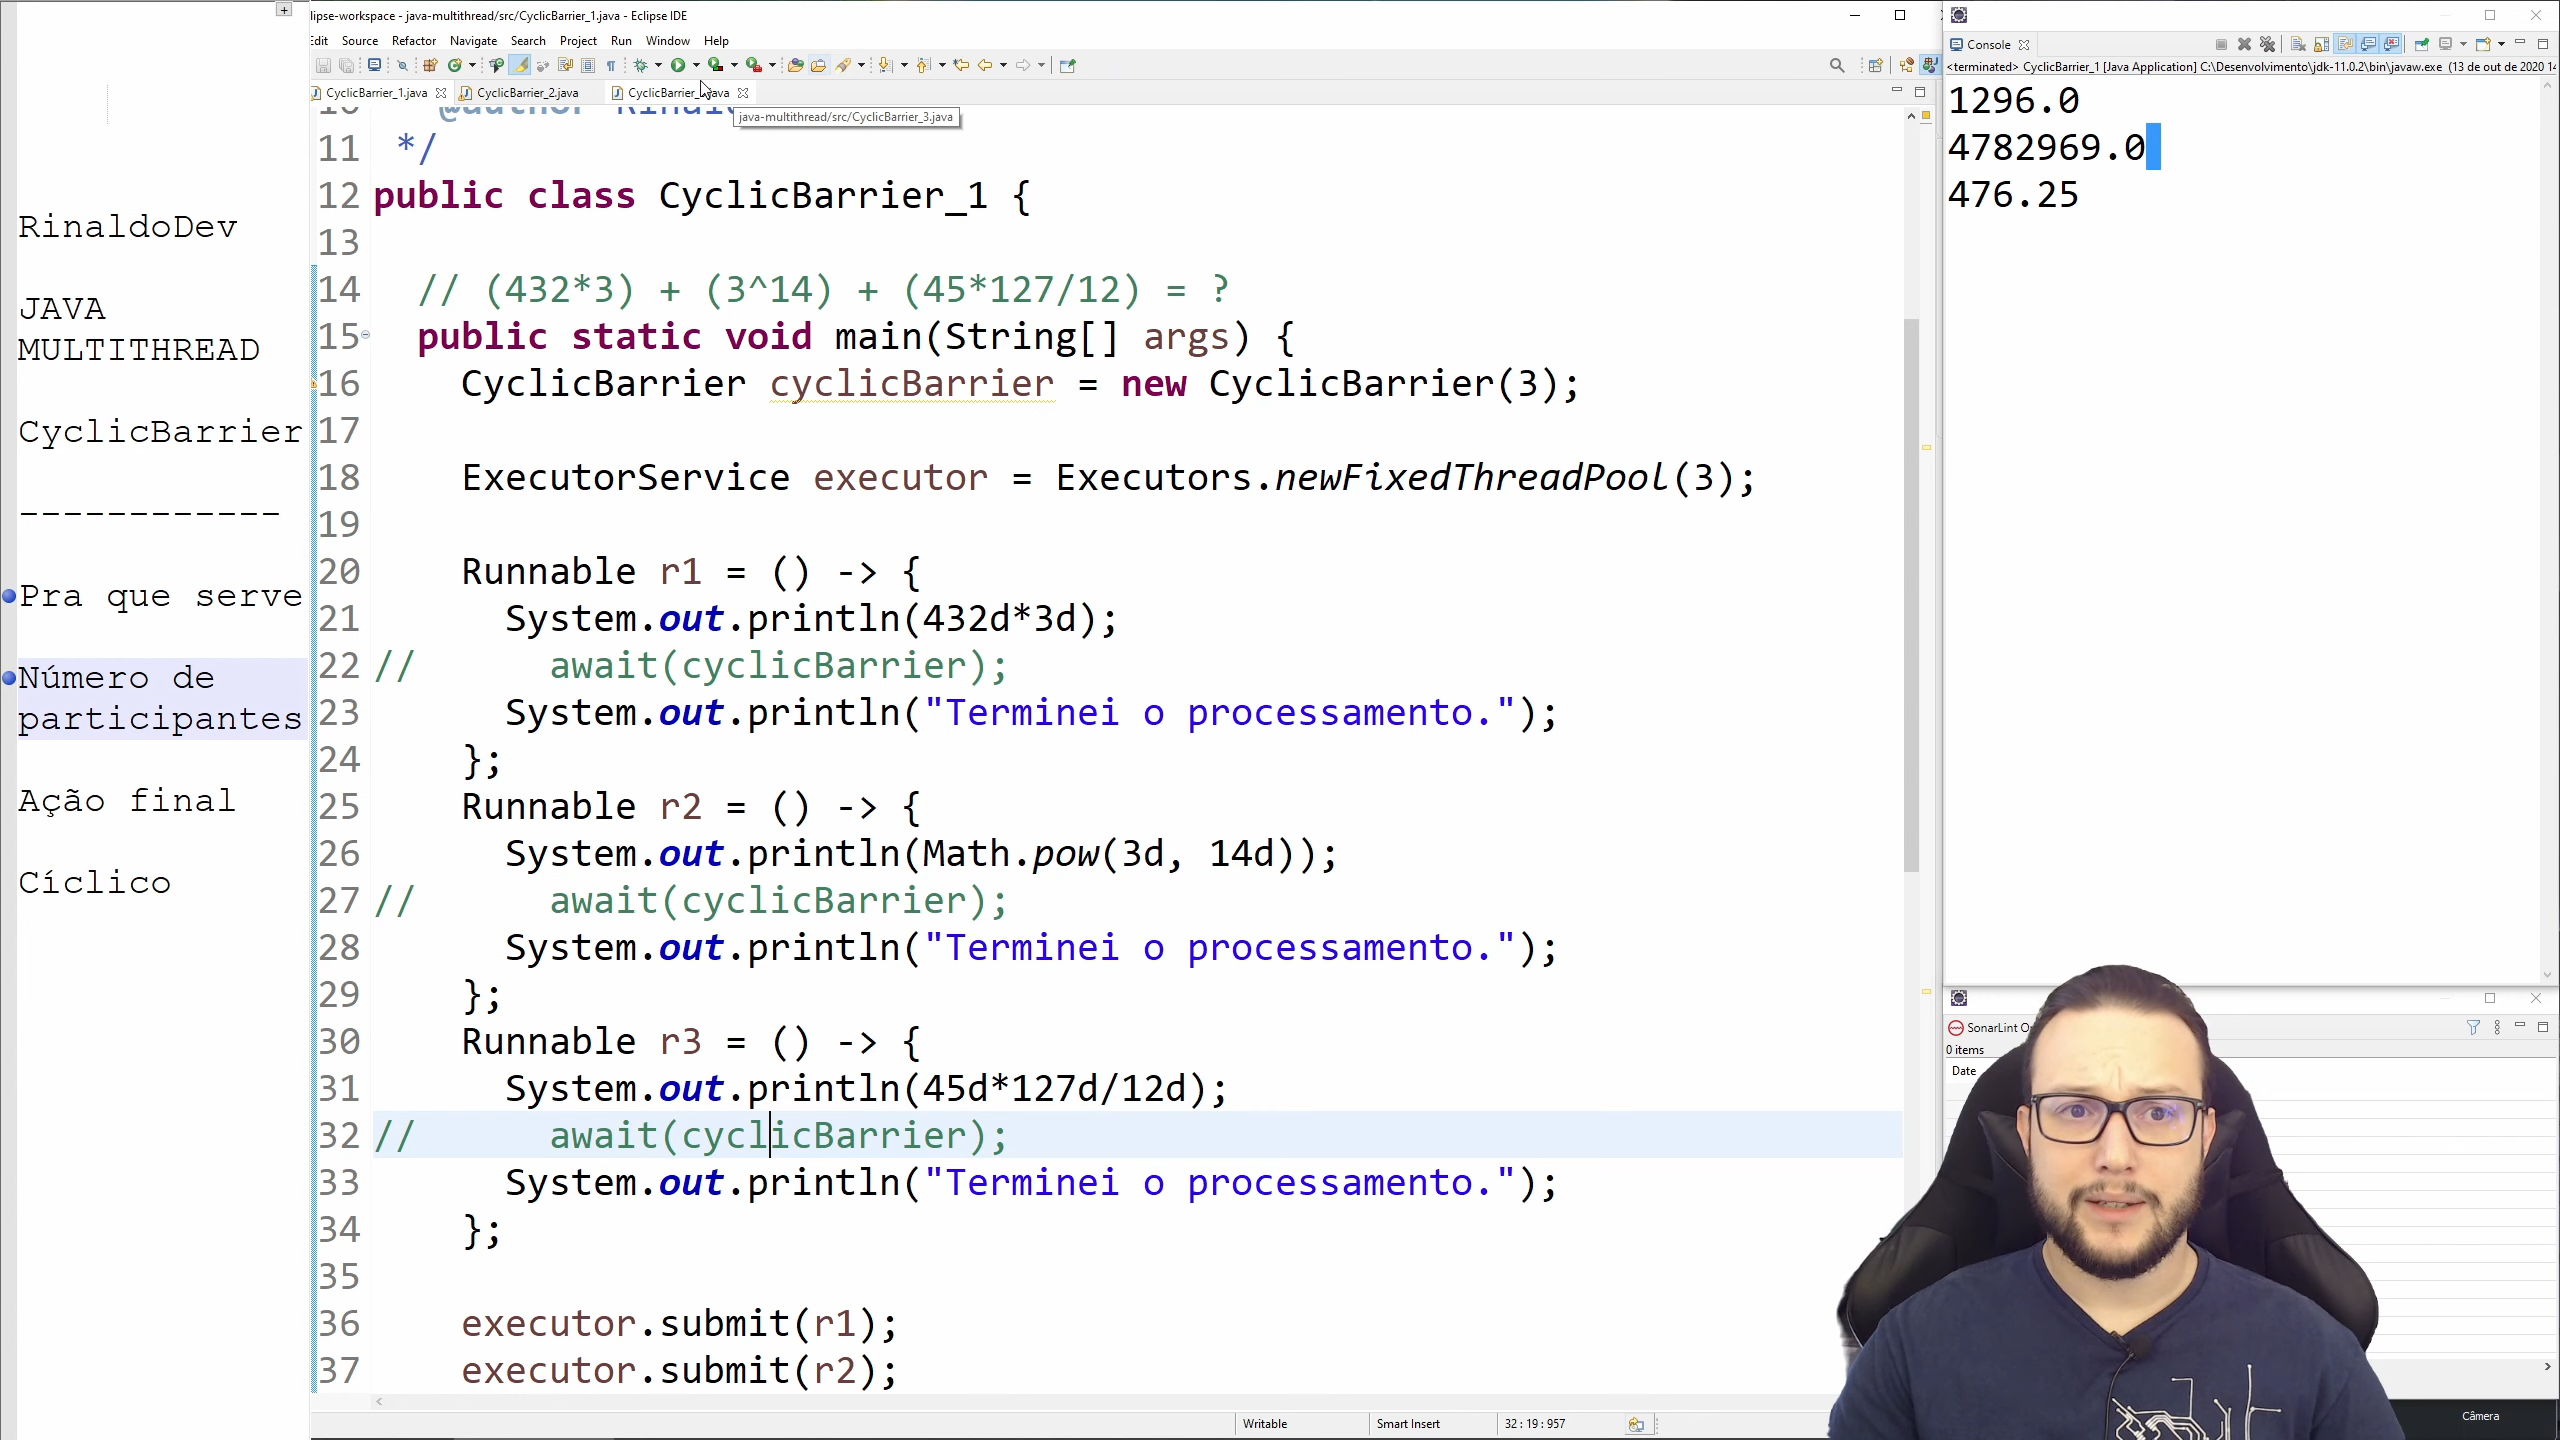 RinaldoDev
JAVA
MULTITHREAD
CyclicBarrier
------------
Pra que serve
Número de
participantes
Ação final
Cíclico
lipse-workspace - java-multithread/src/CyclicBarrier_1.java - Eclipse IDE
Edit Source Refactor Navigate Search Project Run Window Help
CyclicBarrier_1.java CyclicBarrier_2.java
java-multithread/src/CyclicBarrier_3.java
11 */
12 public class CyclicBarrier_1 {
13
14 // (432*3) + (3^14) + (45*127/12) = ?
15 public static void main(String[] args) {
16 CyclicBarrier cyclicBarrier = new CyclicBarrier(3);
17
18 ExecutorService executor = Executors.newFixedThreadPool(3);
19
20 Runnable r1 = () -> {
21 System.out.println(432d*3d);
22 // await(cyclicBarrier);
23 System.out.println("Terminei o processamento.");
24 };
25 Runnable r2 = () -> {
26 System.out.println(Math.pow(3d, 14d));
27 // await(cyclicBarrier);
28 System.out.println("Terminei o processamento.");
29 };
30 Runnable r3 = () -> {
31 System.out.println(45d*127d/12d);
32 // await(cyclicBarrier);
33 System.out.println("Terminei o processamento.");
34 };
35
36 executor.submit(r1);
37 executor.submit(r2);
Writable Smart Insert 32 : 19 : 957
Console
<terminated> CyclicBarrier_1 [Java Application] C:\Desenvolvimento\jdk-11.0.2\bin\javaw.exe (13 de out de 2020 14
1296.0
4782969.0
476.25
SonarLint O
0 items
Date
Câmera